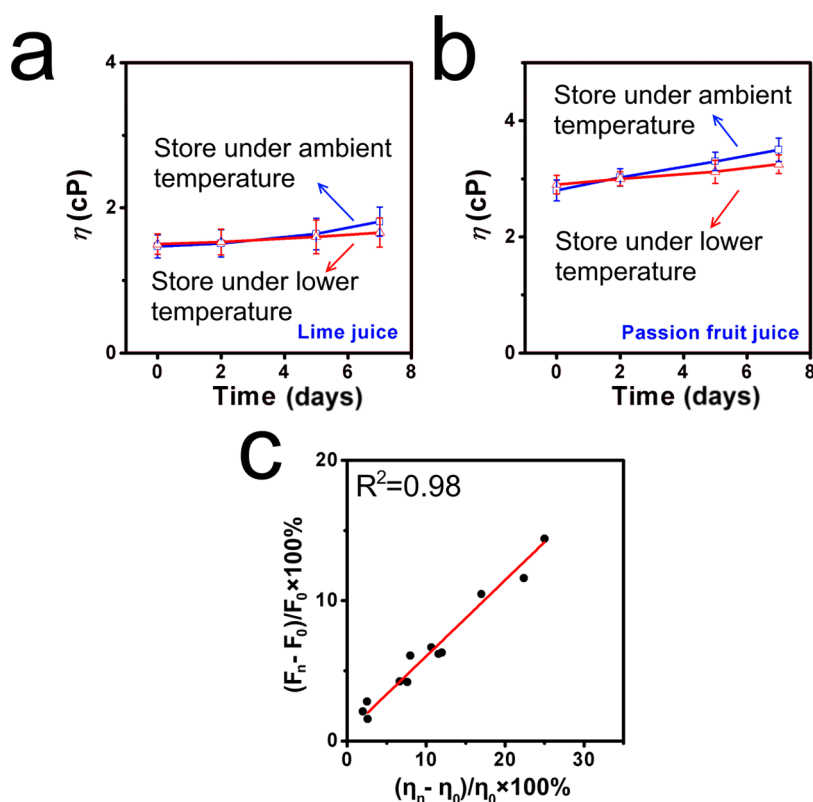 a
4
2
0
η (cP)
Store under ambient
temperature
Store under lower
temperature
Lime juice
0 2 4 6 8
Time (days)
b
4
2
0
η (cP)
Store under ambient
temperature
Store under lower
temperature
Passion fruit juice
0 2 4 6 8
Time (days)
c
20
10
0
R²=0.98
(Fₙ- F₀)/F₀×100%
0 10 20 30
(ηₙ- η₀)/η₀×100%